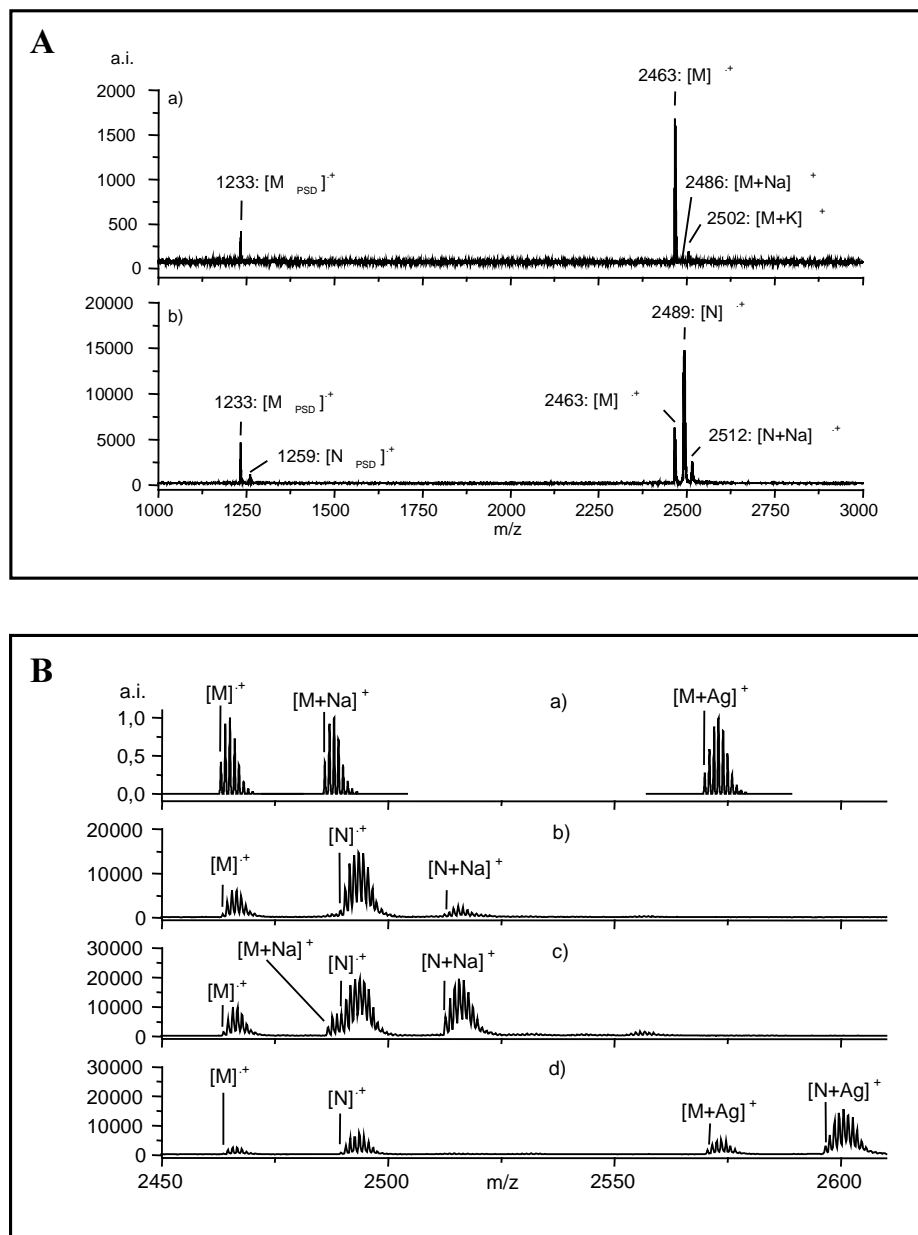 A
a.i.
2463: [M] .+
2000
a)
1500
1233: [M PSD ] .+
2486: [M+Na] +
1000
2502: [M+K] +
500
0
20000
b)
2489: [N] .+
15000
1233: [M PSD ] .+
2463: [M] .+
10000
2512: [N+Na] .+
1259: [N PSD ] .+
5000
0
1000 1250 1500 1750 2000 2250 2500 2750 3000
m/z
B
a.i.
[M] .+
[M+Na] +
a)
[M+Ag] +
1,0
0,5
0,0
20000
b)
[N] .+
[M] .+
[N+Na] +
10000
0
[M+Na] +
[N] .+
[N+Na] +
c)
30000
20000
[M] .+
10000
0
30000
[M] .+
[N] .+
d)
[M+Ag] +
[N+Ag] +
20000
10000
0
2450 2500 m/z 2550 2600